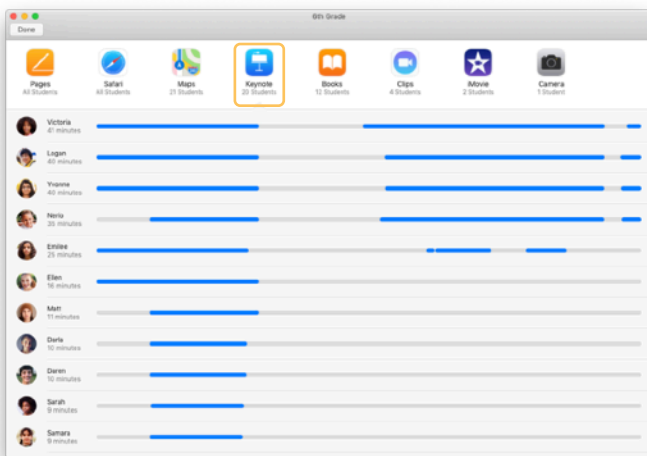 6th Grade
Done
Pages
All Students
Safari
All Students
Maps
21 Students
Keynote
20 Students
Books
12 Students
Clips
4 Students
iMovie
2 Students
Camera
1 Student
Victoria
41 minutes
Logan
40 minutes
Yvonne
40 minutes
Nerio
35 minutes
Emilee
25 minutes
Ellen
16 minutes
Matt
11 minutes
Darla
10 minutes
Daren
10 minutes
Sarah
9 minutes
Samara
9 minutes